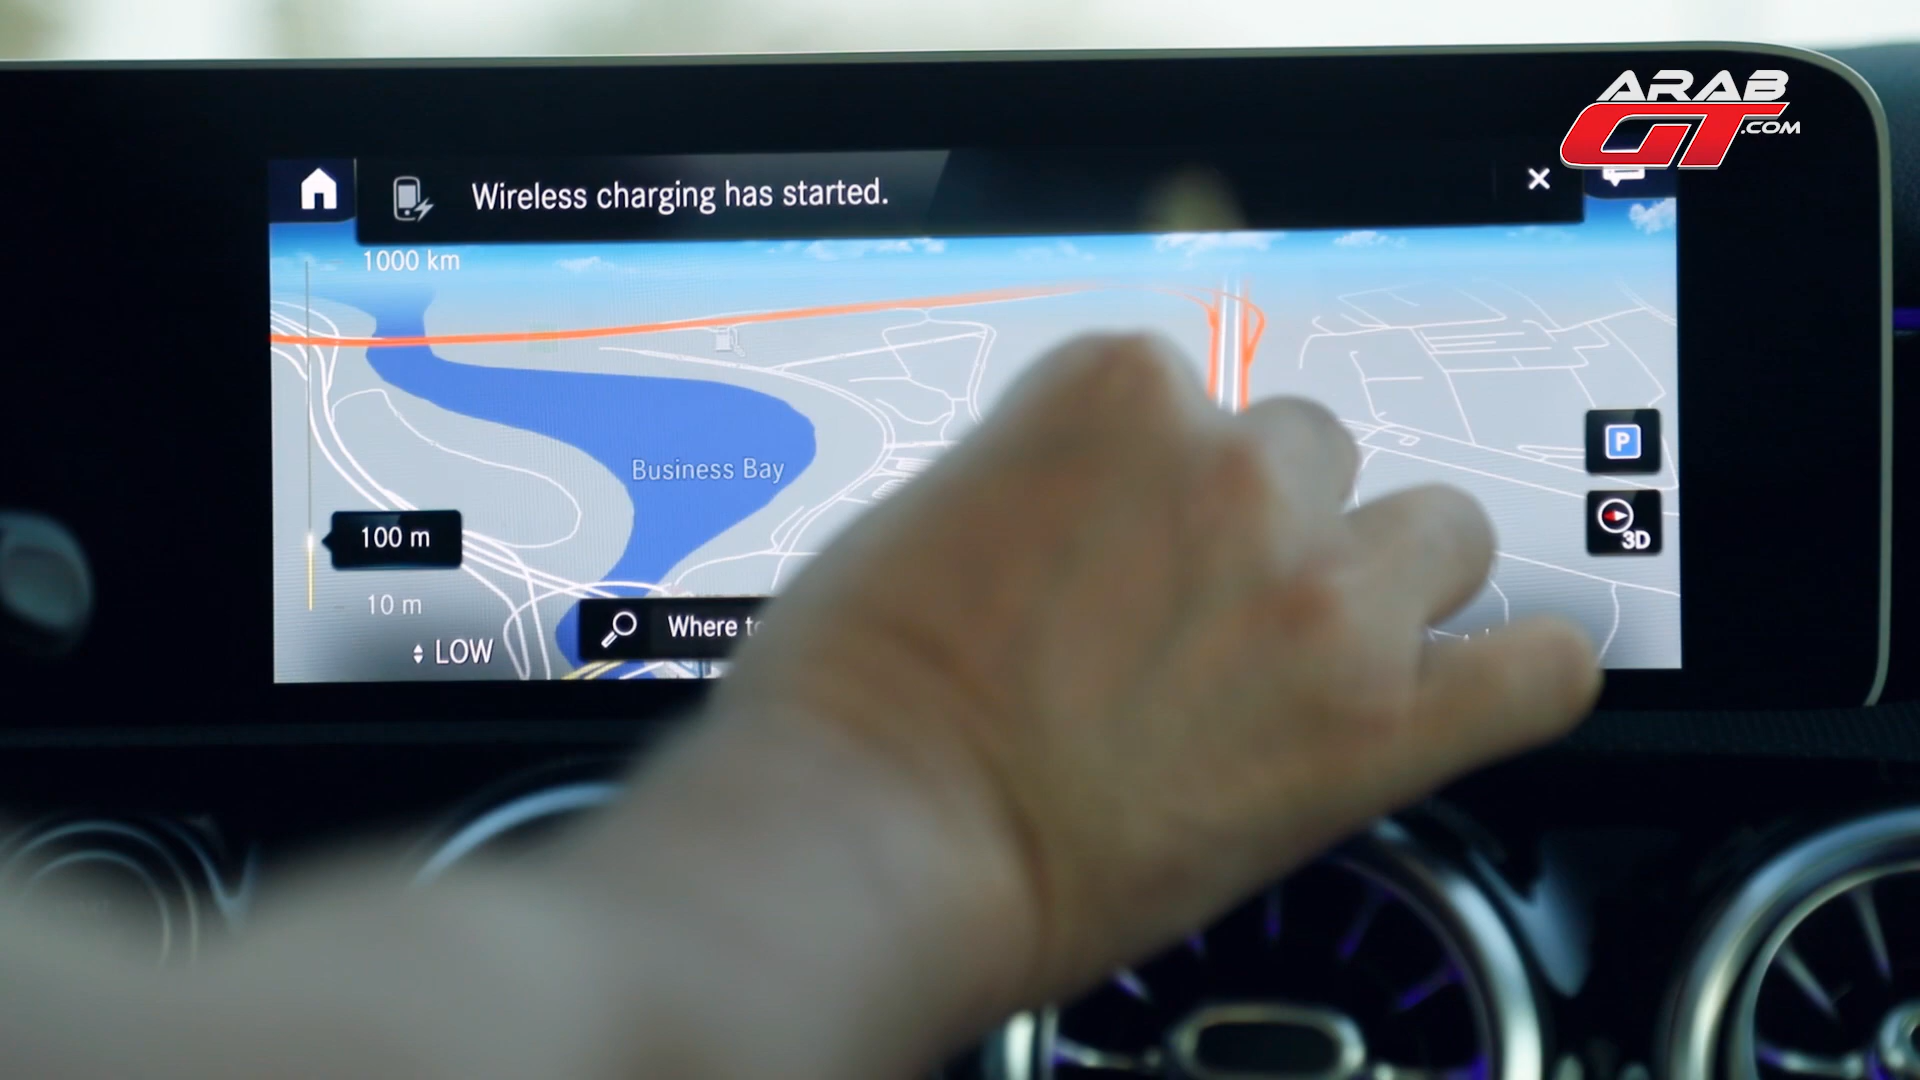 ARAB
GT.COM
Wireless charging has started.
1000 km
Business Bay
P
100 m
3D
10 m
Where
LOW